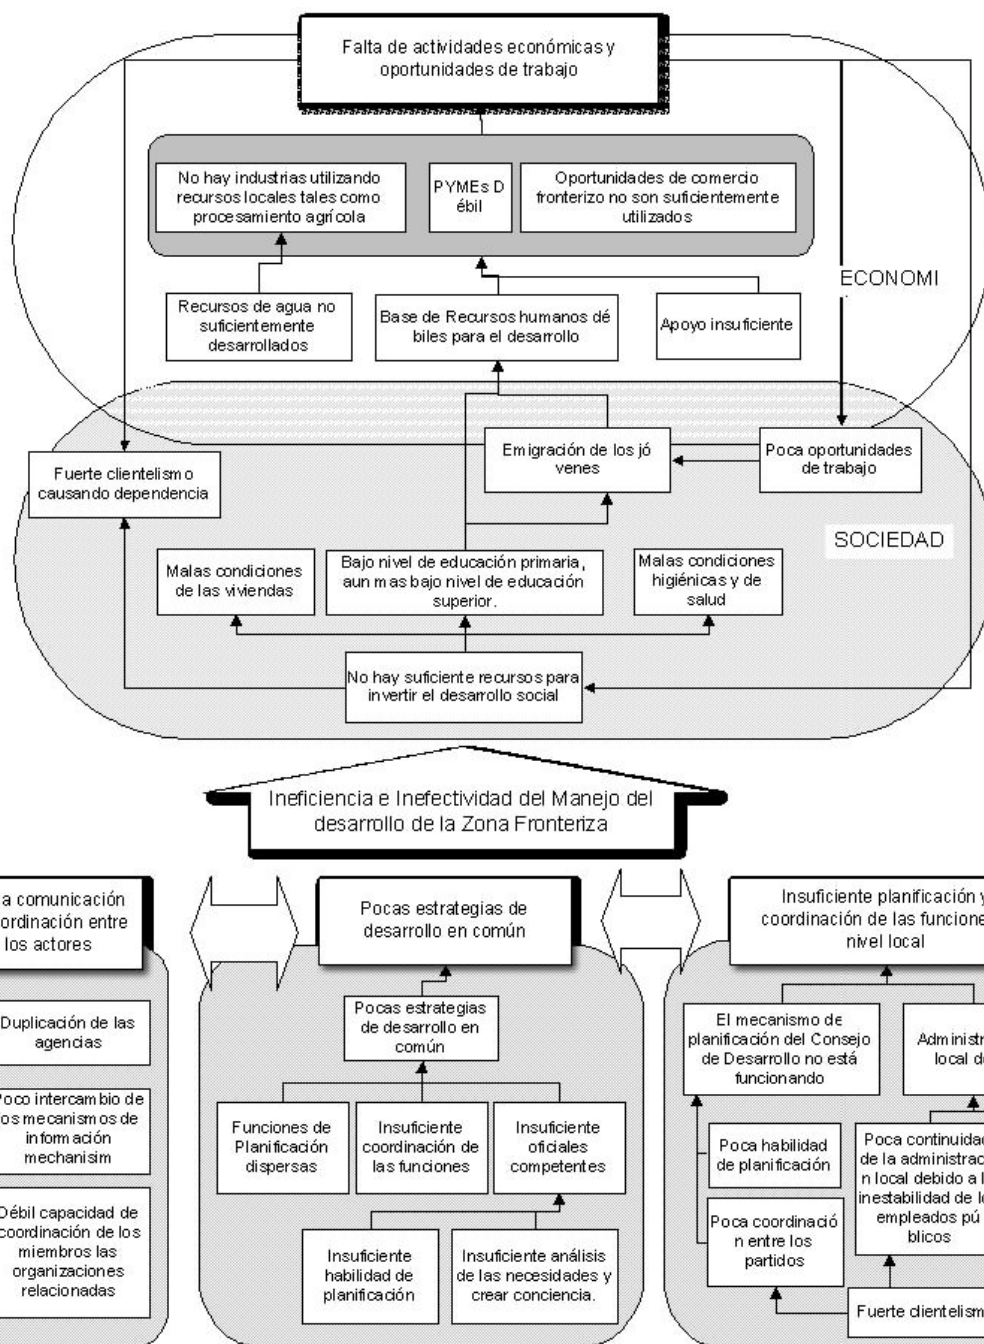 Falta de actividades económicas y
oportunidades de trabajo
No hay industrias utilizando
recursos locales tales como
procesamiento agrícola
PYMEs D
ébil
Oportunidades de comercio
fronterizo no son suficientemente
utilizados
ECONOMI
Recursos de agua no
suficientemente
desarrollados
Base de Recursos humanos dé
biles para el desarrollo
Apoyo insuficiente
Emigración de los jó
venes
Poca oportunidades
de trabajo
Fuerte clientelismo
causando dependencia
SOCIEDAD
Malas condiciones
de las viviendas
Bajo nivel de educación primaria,
aun mas bajo nivel de educación
superior.
Malas condiciones
higiénicas y de
salud
No hay suficiente recursos para
invertir el desarrollo social
Ineficiencia e Inefectividad del Manejo del
desarrollo de la Zona Fronteriza
a comunicación
ordinación entre
los actores
Pocas estrategias de
desarrollo en común
Insuficiente planificación y
coordinación de las funcione
nivel local
Duplicación de las
agencias
Poco intercambio de
os mecanismos de
información
mechanisim
Débil capacidad de
coordinación de los
miembros las
organizaciones
relacionadas
Pocas estrategias
de desarrollo en
común
Funciones de
Planificación
dispersas
Insuficiente
coordinación de
las funciones
Insuficiente
oficiales
competentes
Insuficiente
habilidad de
planificación
Insuficiente análisis
de las necesidades y
crear conciencia.
El mecanismo de
planificación del Consejo
de Desarrollo no está
funcionando
Administr
local d
Poca habilidad
de planificación
Poca coordinació
n entre los
partidos
Poca continuidad
de la administrac
n local debido a l
inestabilidad de l
empleados pú
blicos
Fuerte clientelism